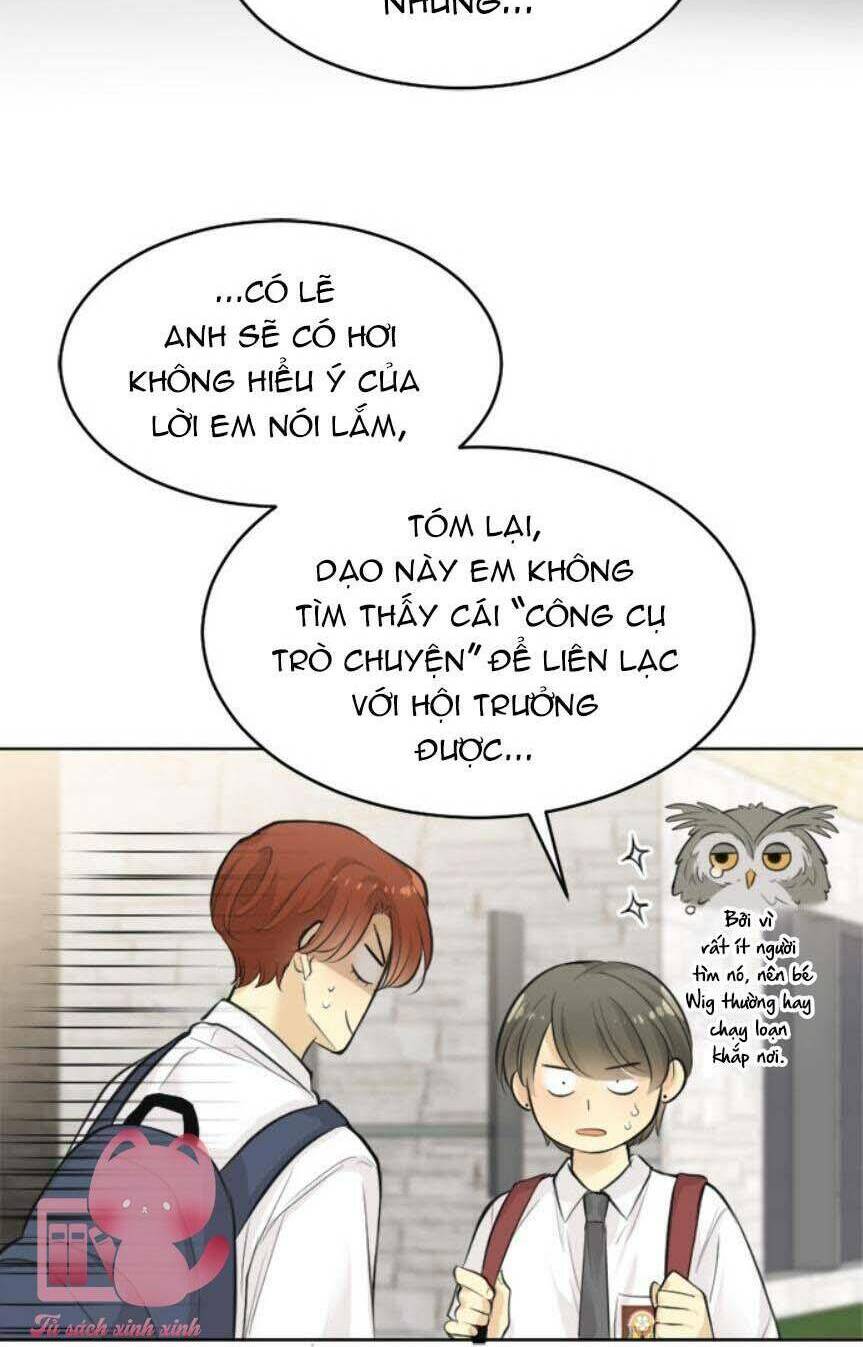 NHƯNG...
...CÓ LẼ
ANH SẼ CÓ HƠI
KHÔNG HIỂU Ý CỦA
LỜI EM NÓI LẮM,
TÓM LẠI,
DẠO NÀY EM KHÔNG
TÌM THẤY CÁI "CÔNG CỤ
TRÒ CHUYỆN" ĐỂ LIÊN LẠC
VỚI HỘI TRƯỞNG
ĐƯỢC...
Bởi vì
rất ít người
tìm nó, nên bé
Wig thường hay
chạy loạn
khắp nơi.
Tủ sách xinh xinh